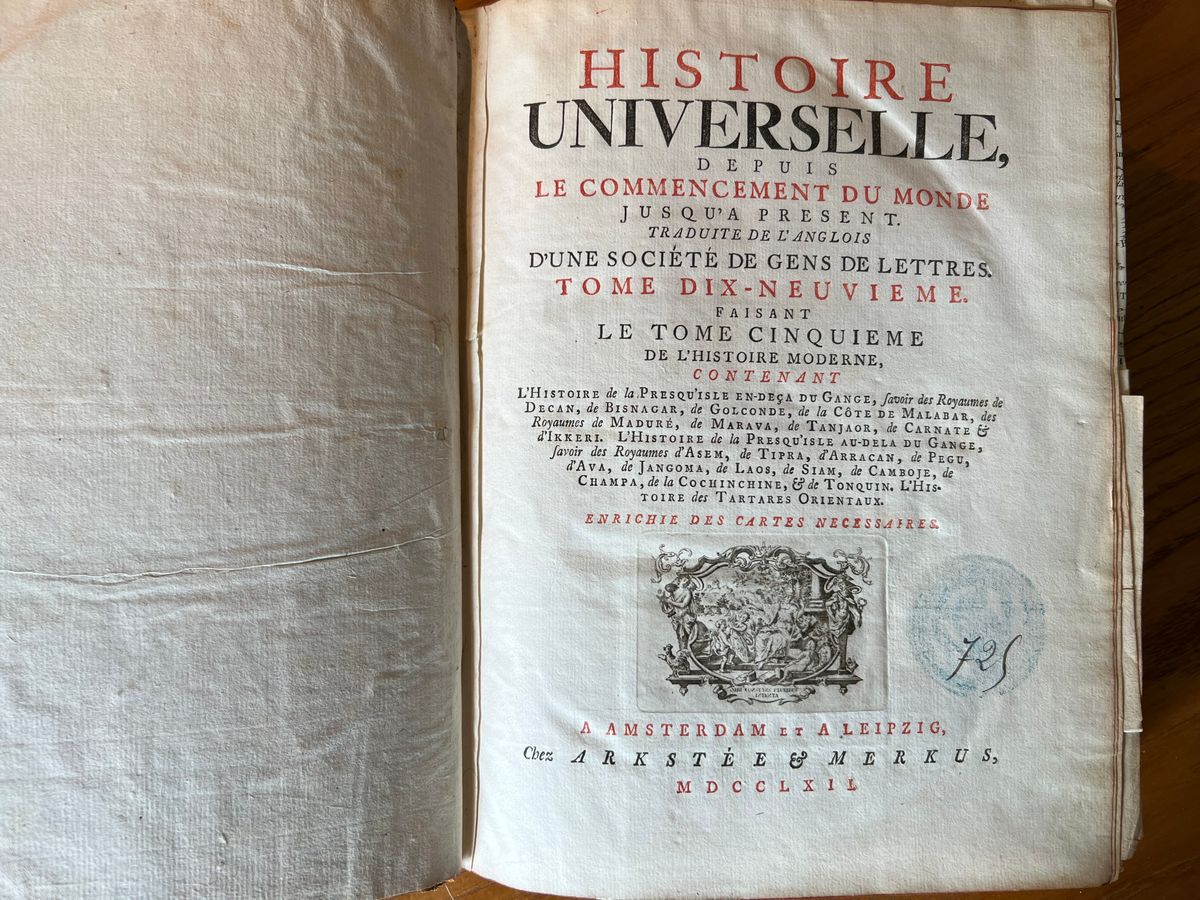 HISTOIRE
UNIVERSELLE,
DEPUIS
LE COMMENCEMENT DU MONDE
JUSQU'A PRESENT.
TRADUITE DE L'ANGLOIS
D'UNE SOCIÉTÉ DE GENS DE LETTRES.
TOME DIX-NEUVIEME.
FAISANT
LE TOME CINQUIEME
DE L'HISTOIRE MODERNE,
CONTENANT
L'HISTOIRE de la PRESQU'ISLE EN-DEÇA DU GANGE, savoir des Royaumes de
DECAN, de BISNAGAR, de GOLCONDE, de la CÔTE DE MALABAR, des
Royaumes de MADURÉ, de MARAVA, de TANJAOR, de CARNATE &
d'IKKERI. L'HISTOIRE de la PRESQU'ISLE AU-DELA DU GANGE,
savoir des Royaumes d'ASEM, de TIPRA, d'ARRACAN, de PEGU,
d'AVA, de JANGOMA, de LAOS, de SIAM, de CAMBOJE, de
CHAMPA, de la COCHINCHINE, & de TONQUIN. L'HIS-
TOIRE des TARTARES ORIENTAUX.
ENRICHIE DES CARTES NECESSAIRES.
725
A AMSTERDAM ET A LEIPZIG,
Chez ARKSTÉE & MERKUS,
MDCCLXII.